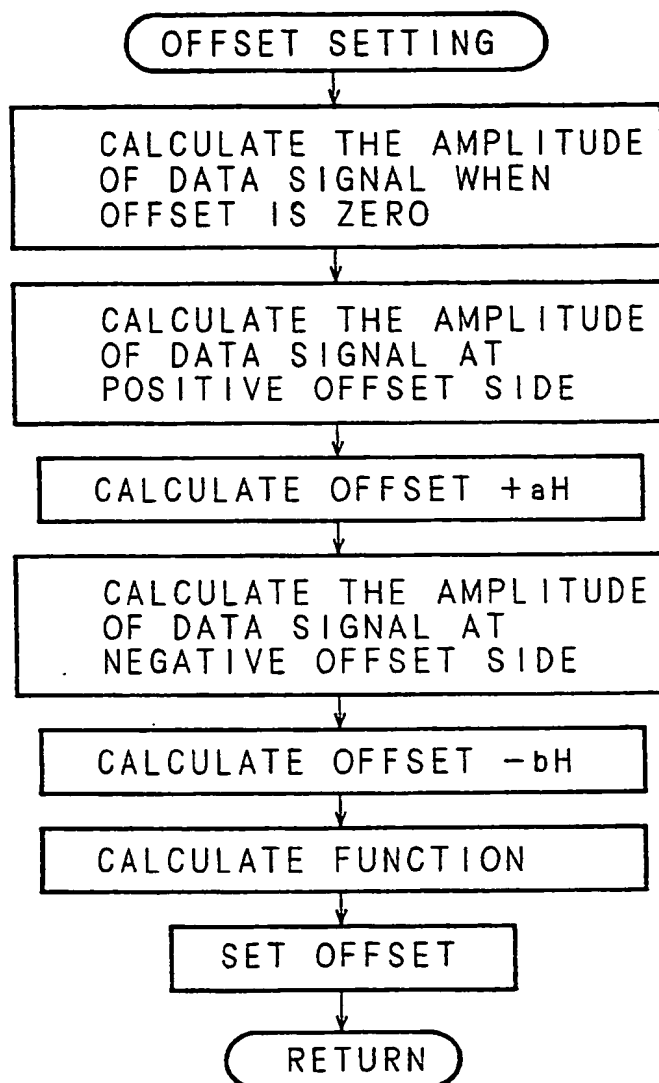 OFFSET SETTING
CALCULATE THE AMPLITUDE
OF DATA SIGNAL WHEN
OFFSET IS ZERO
CALCULATE THE AMPLITUDE
OF DATA SIGNAL AT
POSITIVE OFFSET SIDE
CALCULATE OFFSET +aH
CALCULATE THE AMPLITUDE
OF DATA SIGNAL AT
NEGATIVE OFFSET SIDE
CALCULATE OFFSET -bH
CALCULATE FUNCTION
SET OFFSET
RETURN